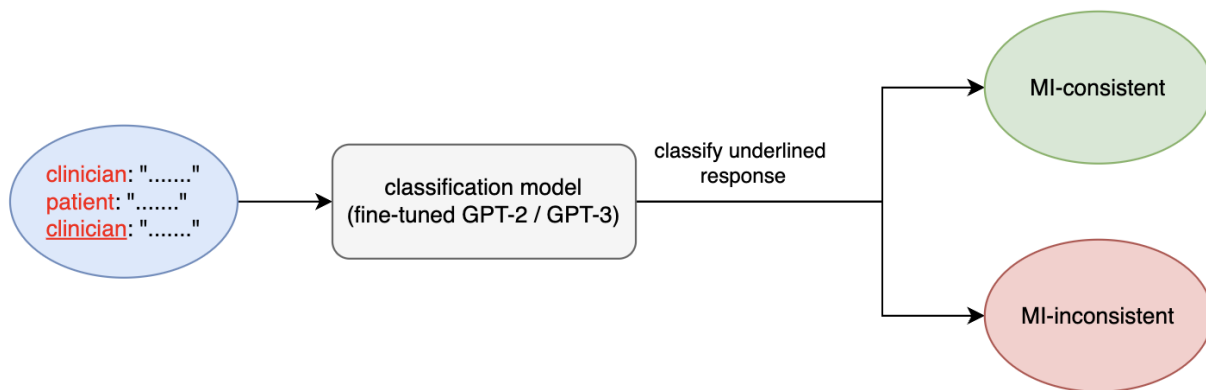 clinician: "......."
patient: "......."
clinician: "......."
classification model
(fine-tuned GPT-2 / GPT-3)
classify underlined
response
MI-consistent
MI-inconsistent